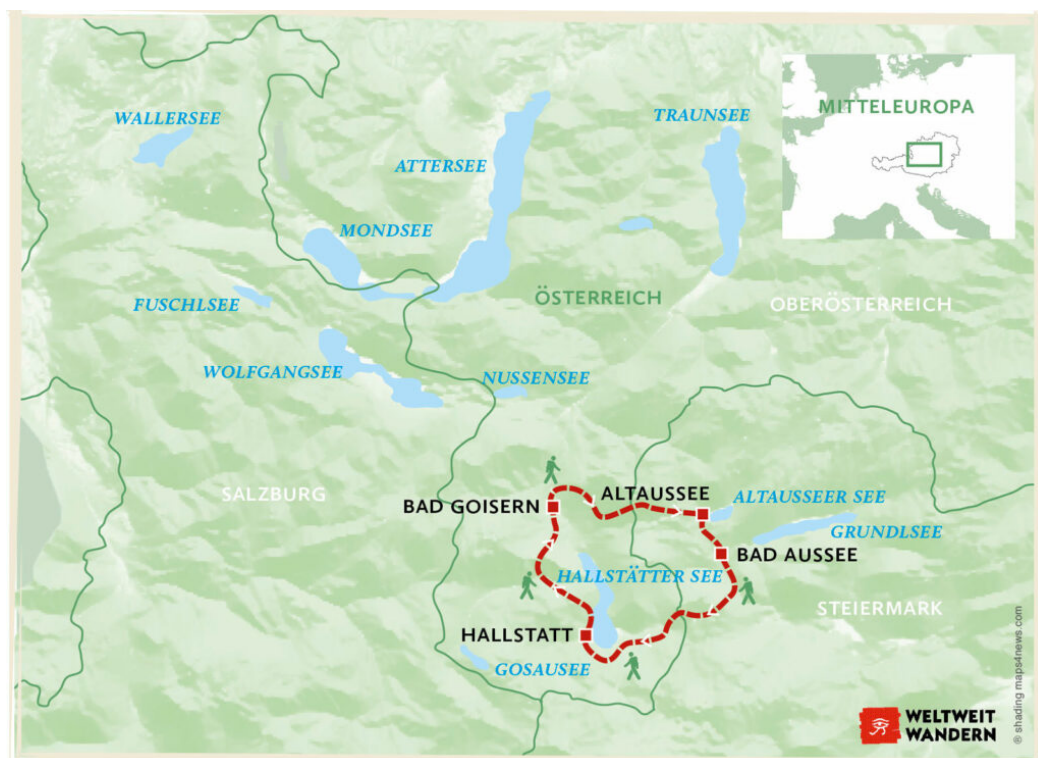 MITTELEUROPA
WALLERSEE
TRAUNSEE
ATTERSEE
MONDSEE
ÖSTERREICH
OBERÖSTERREICH
FUSCHLSEE
WOLFGANGSEE
NUSSENSEE
SALZBURG
ALTAUSSEE
ALTAUSSEER SEE
BAD GOISERN
GRUNDLSEE
BAD AUSSEE
HALLSTÄTTER SEE
STEIERMARK
HALLSTATT
GOSAUSEE
WELTWEIT
WANDERN
® shading maps4news.com